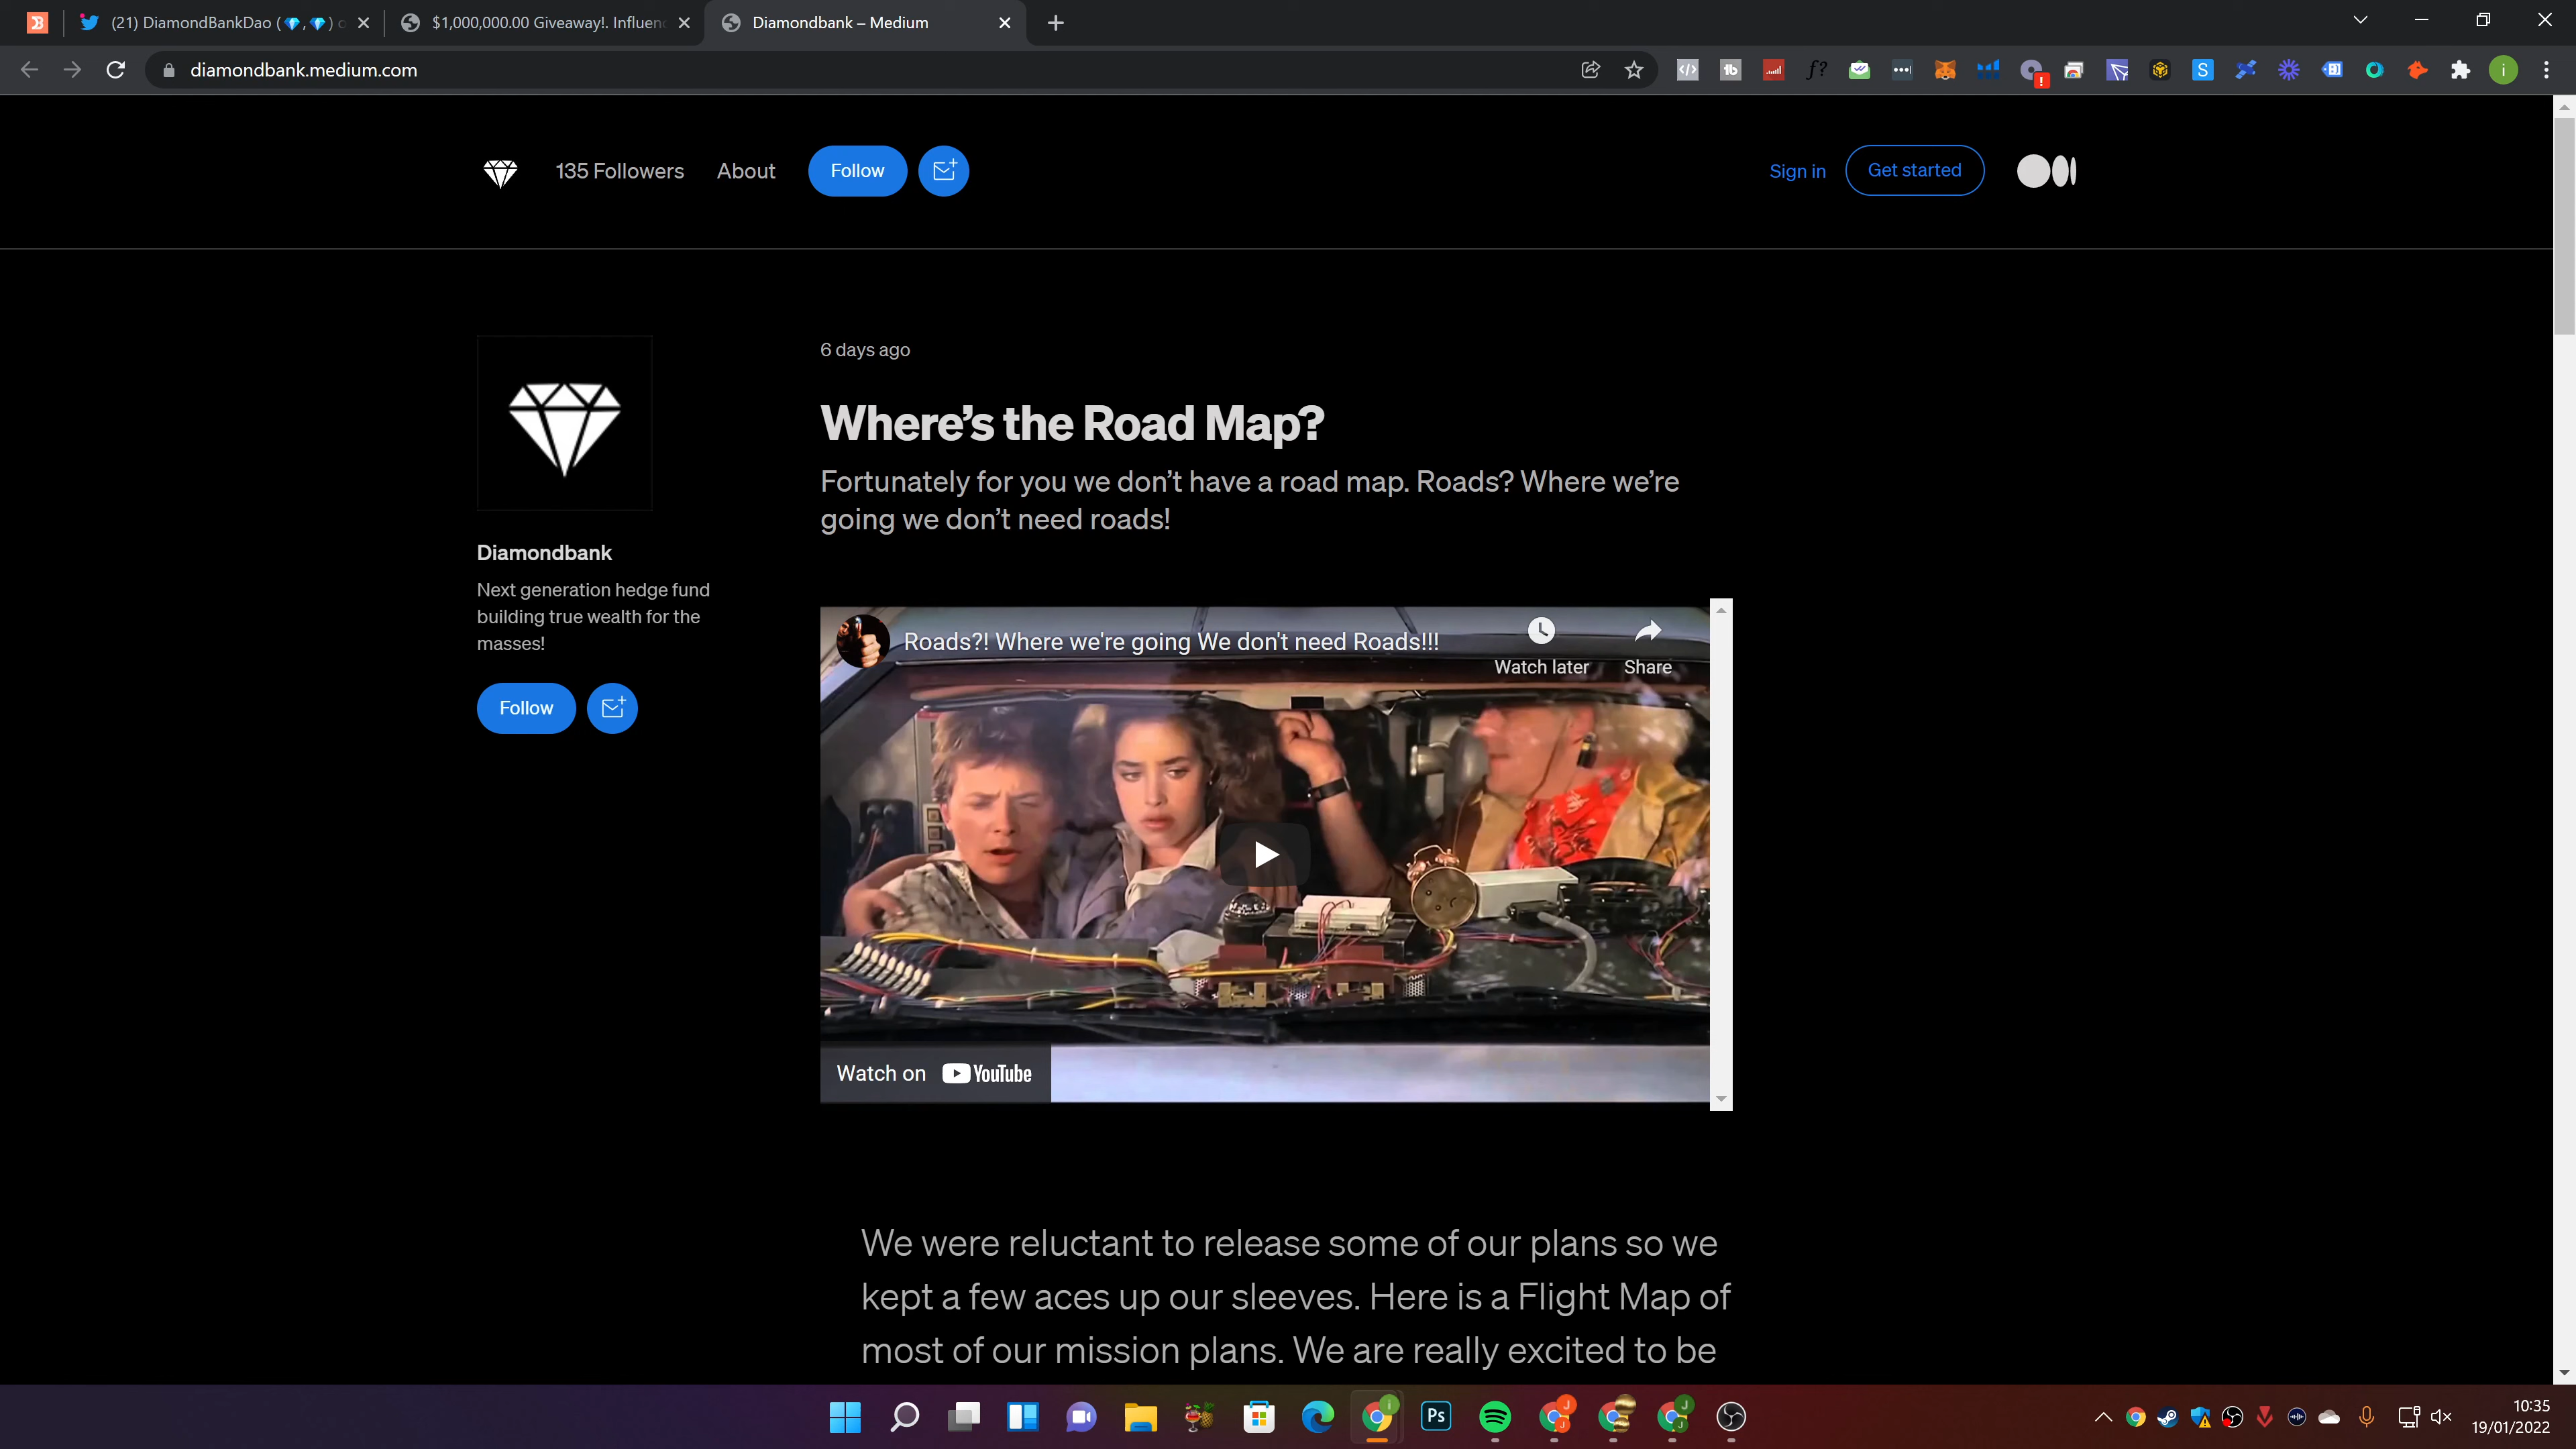 (21) DiamondBankDao (💎,💎) o
$1,000,000.00 Giveaway!. Influen
Diamondbank – Medium
diamondbank.medium.com
135 Followers
About
Follow
Sign in
Get started
6 days ago
Where's the Road Map?
Fortunately for you we don't have a road map. Roads? Where we're
going we don't need roads!
Diamondbank
Next generation hedge fund
building true wealth for the
masses!
Follow
Roads?! Where we're going We don't need Roads!!!
Watch later
Share
Watch on YouTube
We were reluctant to release some of our plans so we
kept a few aces up our sleeves. Here is a Flight Map of
most of our mission plans. We are really excited to be
10:35
19/01/2022